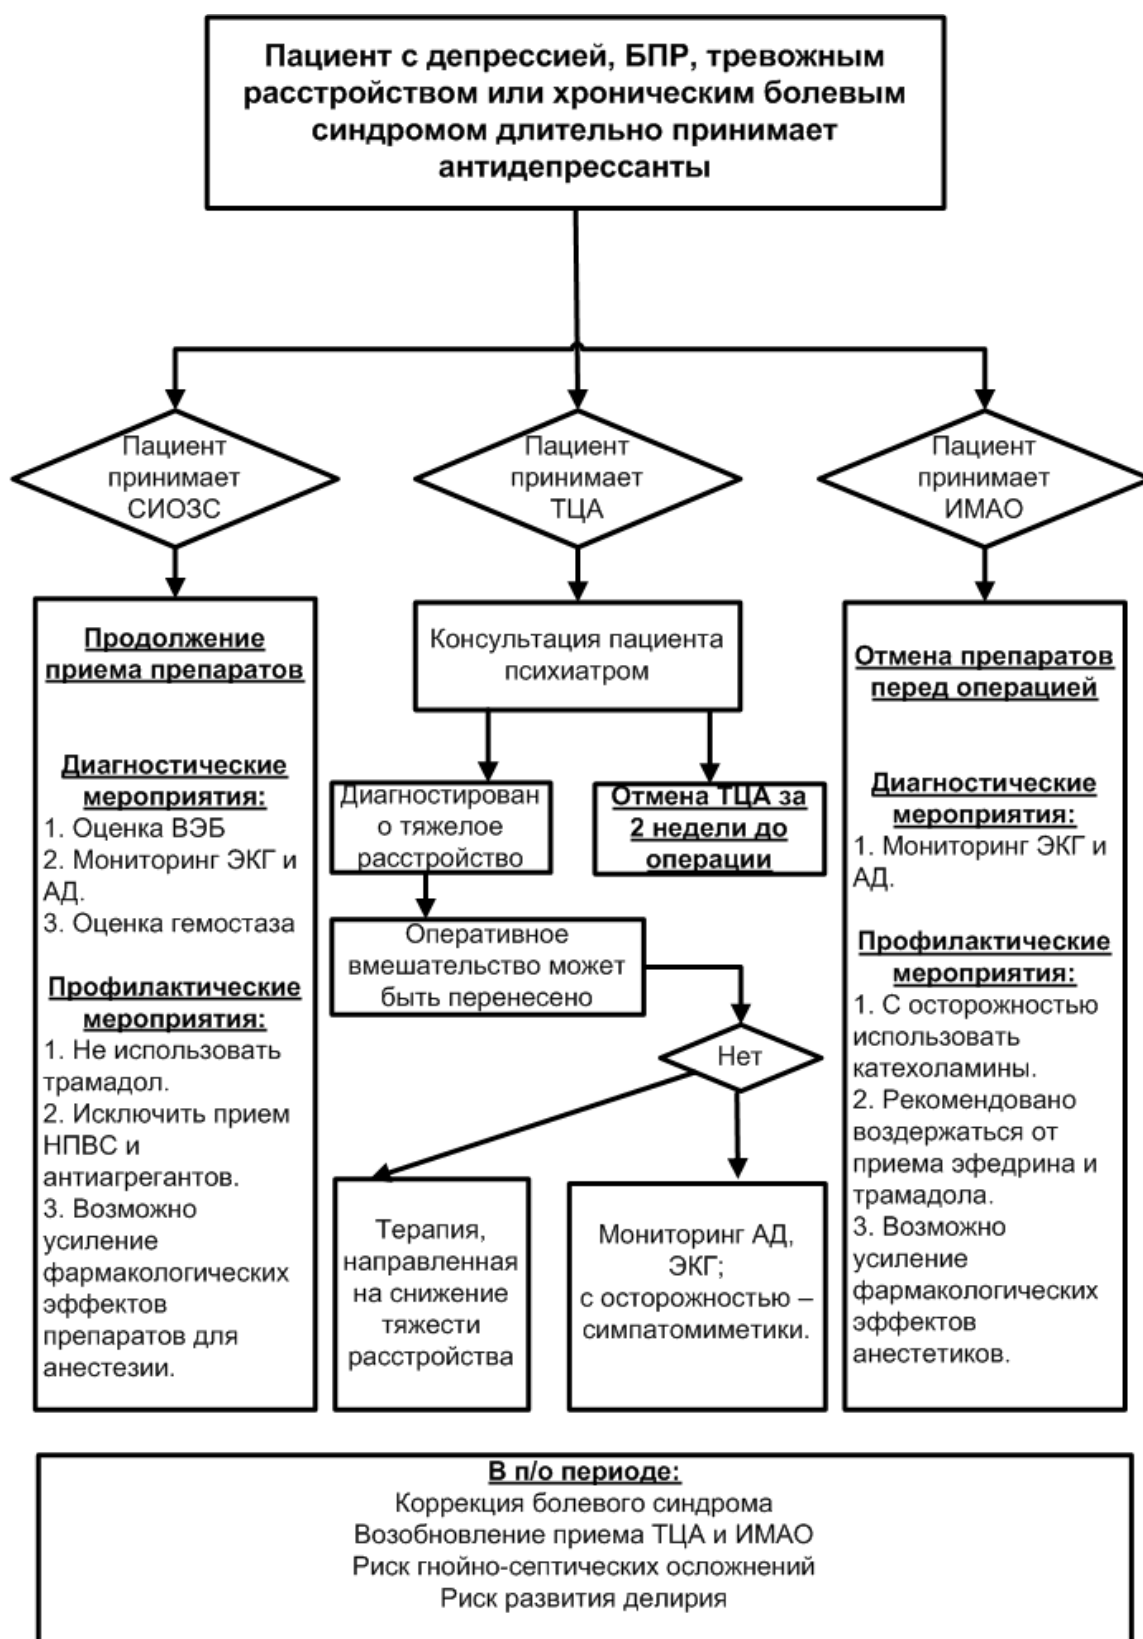 Пациент с депрессией, БПР, тревожным
расстройством или хроническим болевым
синдромом длительно принимает
антидепрессанты
Пациент
принимает
СИОЗС
Пациент
принимает
ТЦА
Пациент
принимает
ИМАО
Продолжение
приема препаратов
Диагностические
мероприятия:
1. Оценка ВЭБ
2. Мониторинг ЭКГ и
АД.
3. Оценка гемостаза
Профилактические
мероприятия:
1. Не использовать
трамадол.
2. Исключить прием
НПВС и
антиагрегантов.
3. Возможно
усиление
фармакологических
эффектов
препаратов для
анестезии.
Консультация пациента
психиатром
Диагностирован
о тяжелое
расстройство
Отмена ТЦА за
2 недели до
операции
Оперативное
вмешательство может
быть перенесено
Нет
Терапия,
направленная
на снижение
тяжести
расстройства
Мониторинг АД,
ЭКГ;
с осторожностью –
симпатомиметики.
Отмена препаратов
перед операцией
Диагностические
мероприятия:
1. Мониторинг ЭКГ и
АД.
Профилактические
мероприятия:
1. С осторожностью
использовать
катехоламины.
2. Рекомендовано
воздержаться от
приема эфедрина и
трамадола.
3. Возможно
усиление
фармакологических
эффектов
анестетиков.
В п/о периоде:
Коррекция болевого синдрома
Возобновление приема ТЦА и ИМАО
Риск гнойно-септических осложнений
Риск развития делирия